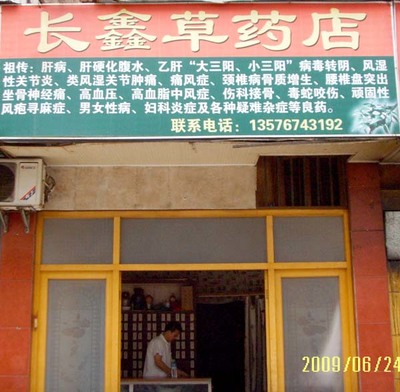 长鑫草药店
祖传：肝病、肝硬化腹水、乙肝“大三阳、小三阳”病毒转阴、风湿
性关节炎、类风湿关节肿痛、痛风症、颈椎病骨质增生、腰椎盘突出
坐骨神经痛、高血压、高血脂中风症、伤科接骨、毒蛇咬伤、顽固性
风疱寻麻症、男女性病、妇科炎症及各种疑难杂症等良药。
联系电话：13576743192
2009/06/24